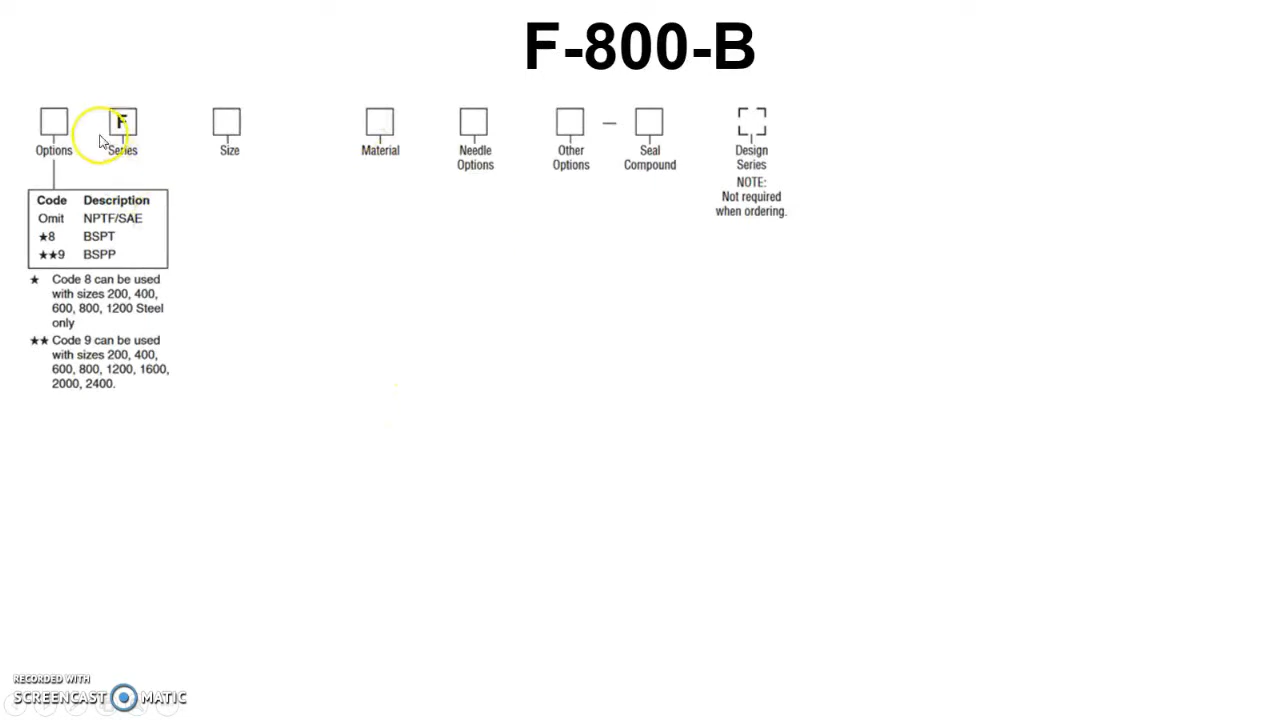 F-800-B
F
—
Options
Series
Size
Material
Needle
Options
Other
Options
Seal
Compound
Design
Series
NOTE:
Not required
when ordering.
Code Description
Omit NPTF/SAE
★8 BSPT
★★9 BSPP
★ Code 8 can be used
with sizes 200, 400,
600, 800, 1200 Steel
only
★★ Code 9 can be used
with sizes 200, 400,
600, 800, 1200, 1600,
2000, 2400.
RECORDED WITH
SCREENCAST MATIC